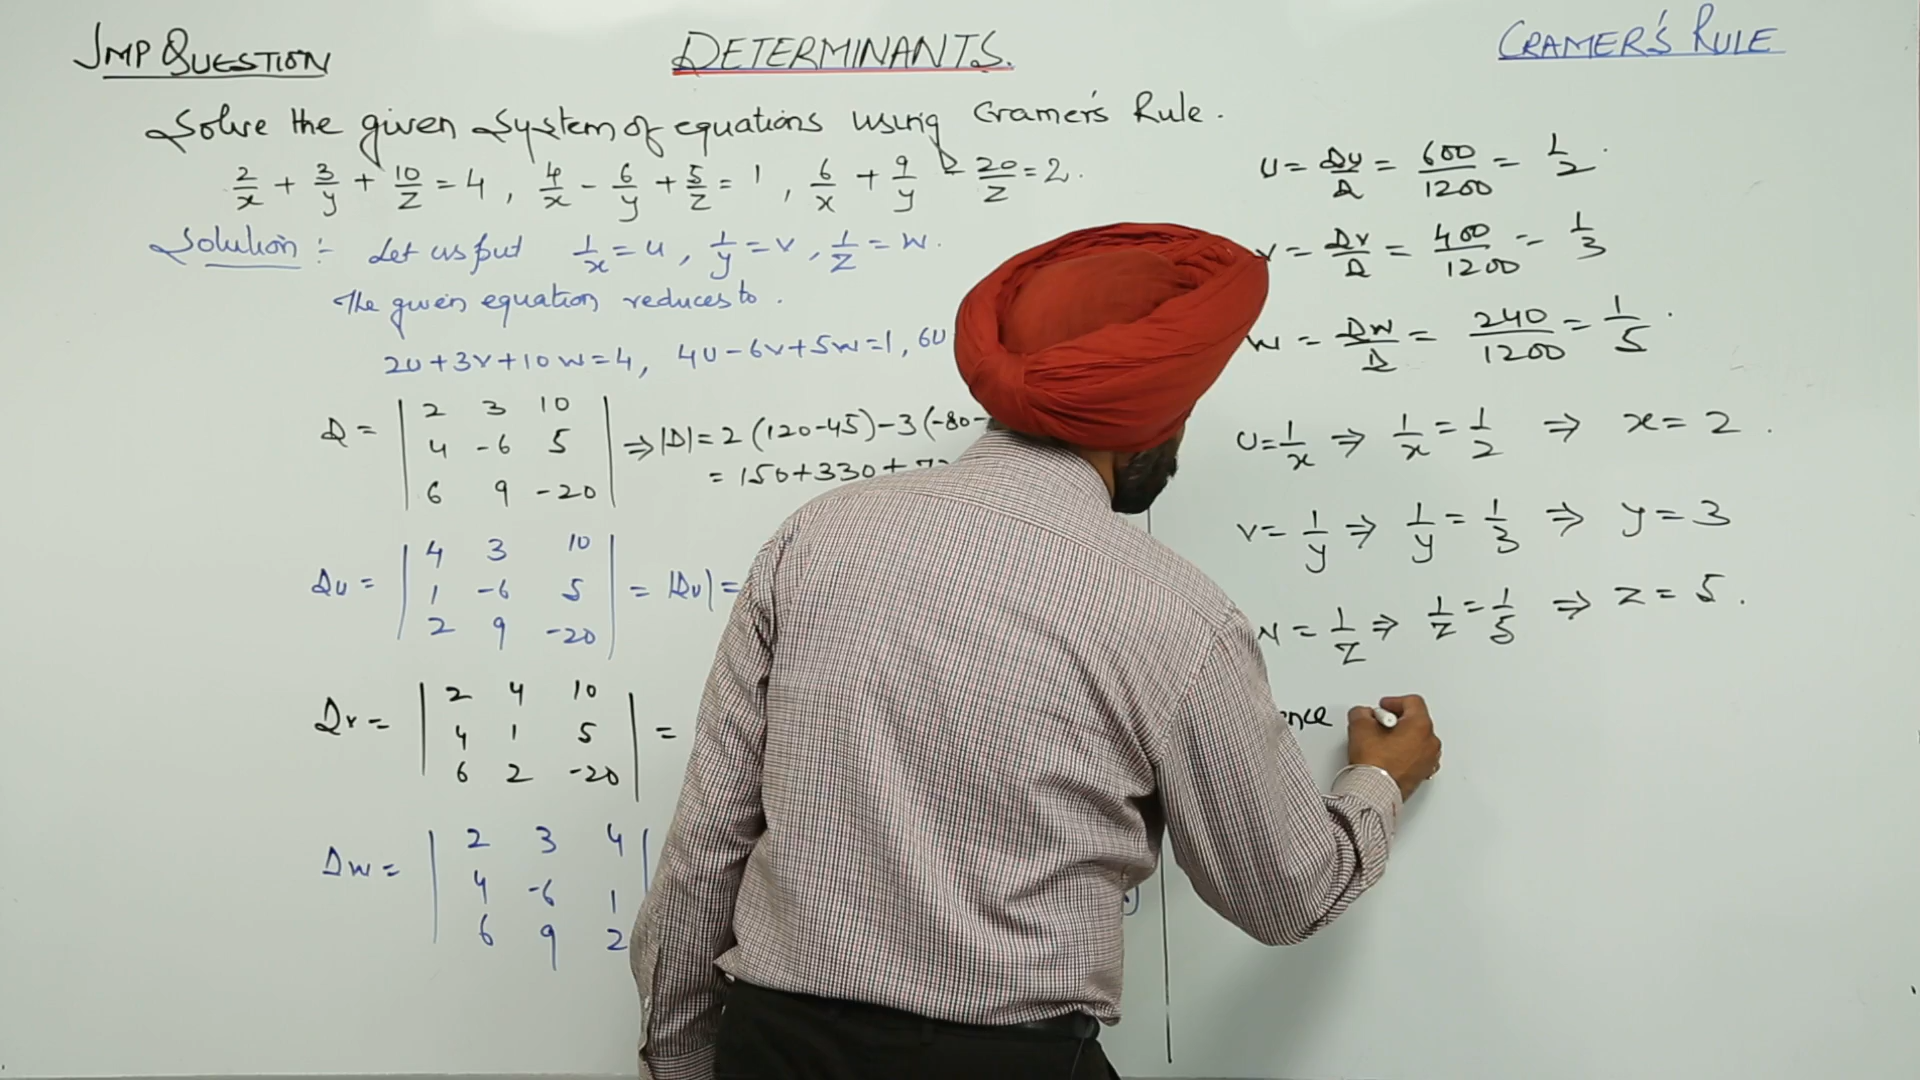 IMP QUESTION
DETERMINANTS.
CRAMER'S RULE
Solve the given system of equations using Cramer's Rule.
2/x + 3/y + 10/z = 4 , 4/x - 6/y + 5/z = 1 , 6/x + 9/y - 20/z = 2.
Solution :- Let us put 1/x = u , 1/y = v , 1/z = w.
The given equation reduces to.
2u+3v+10w=4, 4u-6v+5w=1, 6u
D = | 2 3 10 | ⇒ |D| = 2(120-45)-3(-80-
4 -6 5 = 150+330+72
6 9 -20
Du = | 4 3 10 | = |Du| =
1 -6 5
2 9 -20
Dv = | 2 4 10 | =
4 1 5
6 2 -20
Dw = | 2 3 4 |
4 -6 1
6 9 2
u = Du/D = 600/1200 = 1/2.
v = Dv/D = 400/1200 = 1/3
w = Dw/D = 240/1200 = 1/5.
u = 1/x ⇒ 1/x = 1/2 ⇒ x = 2.
v = 1/y ⇒ 1/y = 1/3 ⇒ y = 3
w = 1/z ⇒ 1/z = 1/5 ⇒ z = 5.
ence